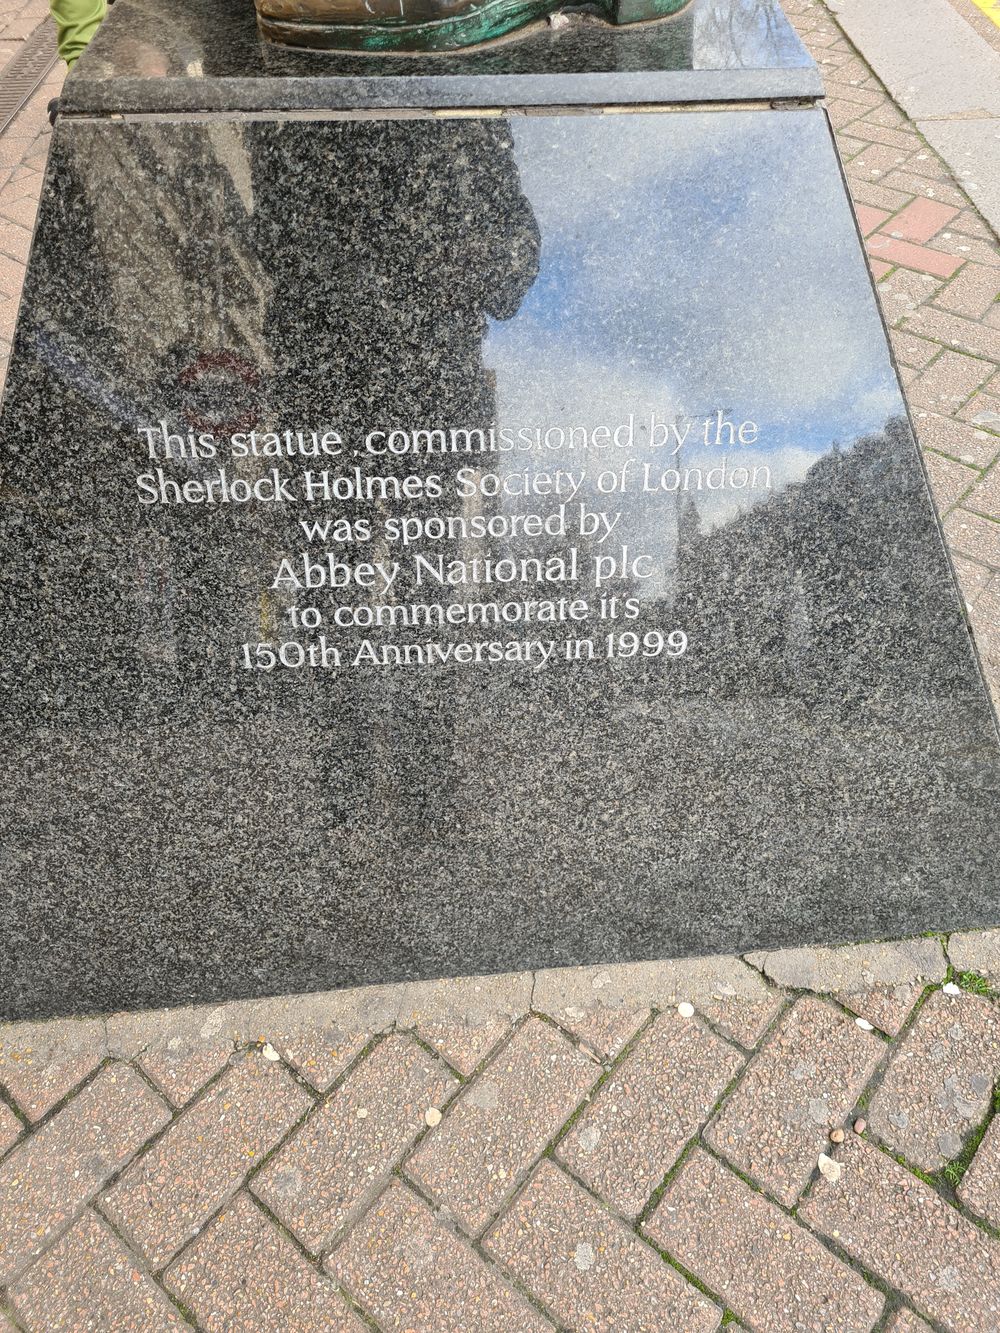 This statue , commissioned by the
Sherlock Holmes Society of London
was sponsored by
Abbey National plc
to commemorate it's
150th Anniversary in 1999